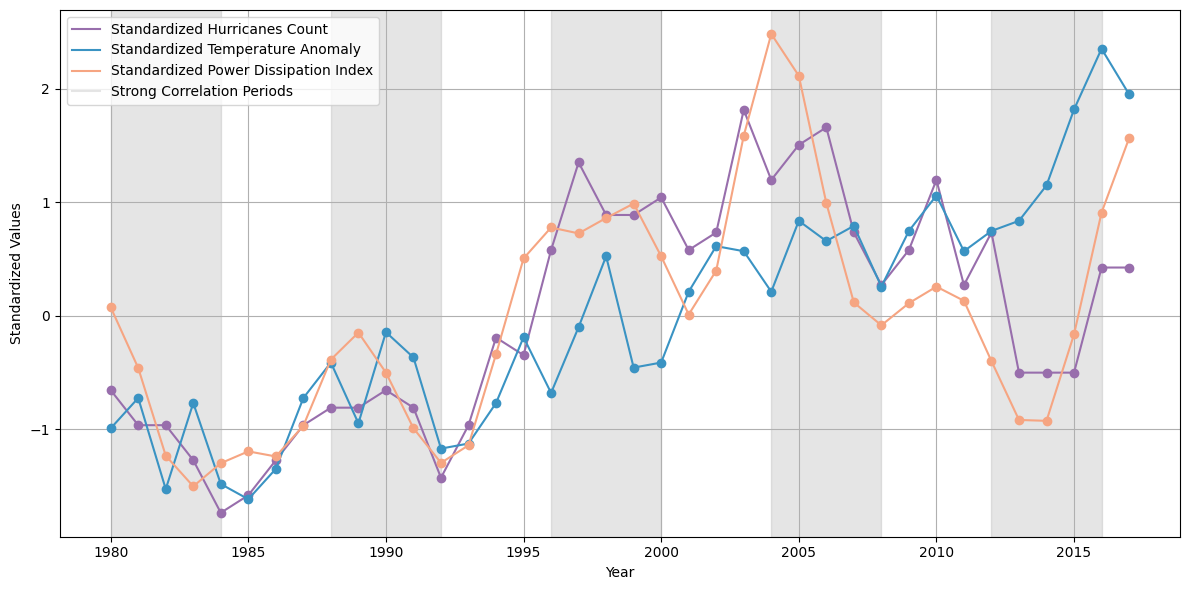 Standardized Hurricanes Count
Standardized Temperature Anomaly
Standardized Power Dissipation Index
Strong Correlation Periods
Standardized Values
2
1
0
−1
1980 1985 1990 1995 2000 2005 2010 2015
Year